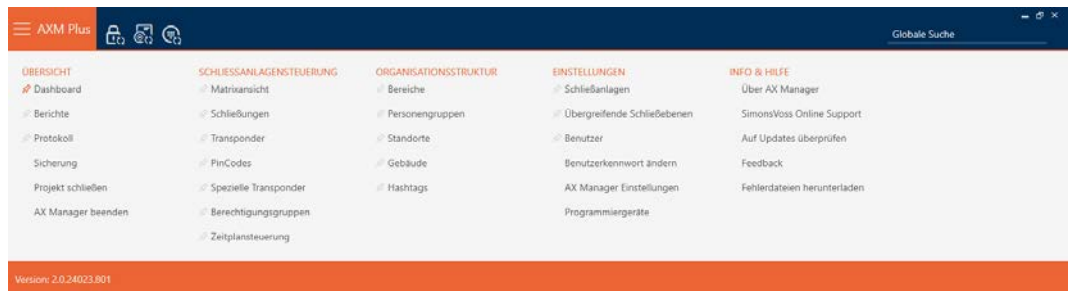 AXM Plus
Globale Suche
ÜBERSICHT
Dashboard
Berichte
Protokoll
Sicherung
Projekt schließen
AX Manager beenden
SCHLIESSANLAGENSTEUERUNG
Matrixansicht
Schließungen
Transponder
PinCodes
Spezielle Transponder
Berechtigungsgruppen
Zeitplansteuerung
ORGANISATIONSSTRUKTUR
Bereiche
Personengruppen
Standorte
Gebäude
Hashtags
EINSTELLUNGEN
Schließanlagen
Übergreifende Schließebenen
Benutzer
Benutzerkennwort ändern
AX Manager Einstellungen
Programmiergeräte
INFO & HILFE
Über AX Manager
SimonsVoss Online Support
Auf Updates überprüfen
Feedback
Fehlerdateien herunterladen
Version: 2.0.24023.801